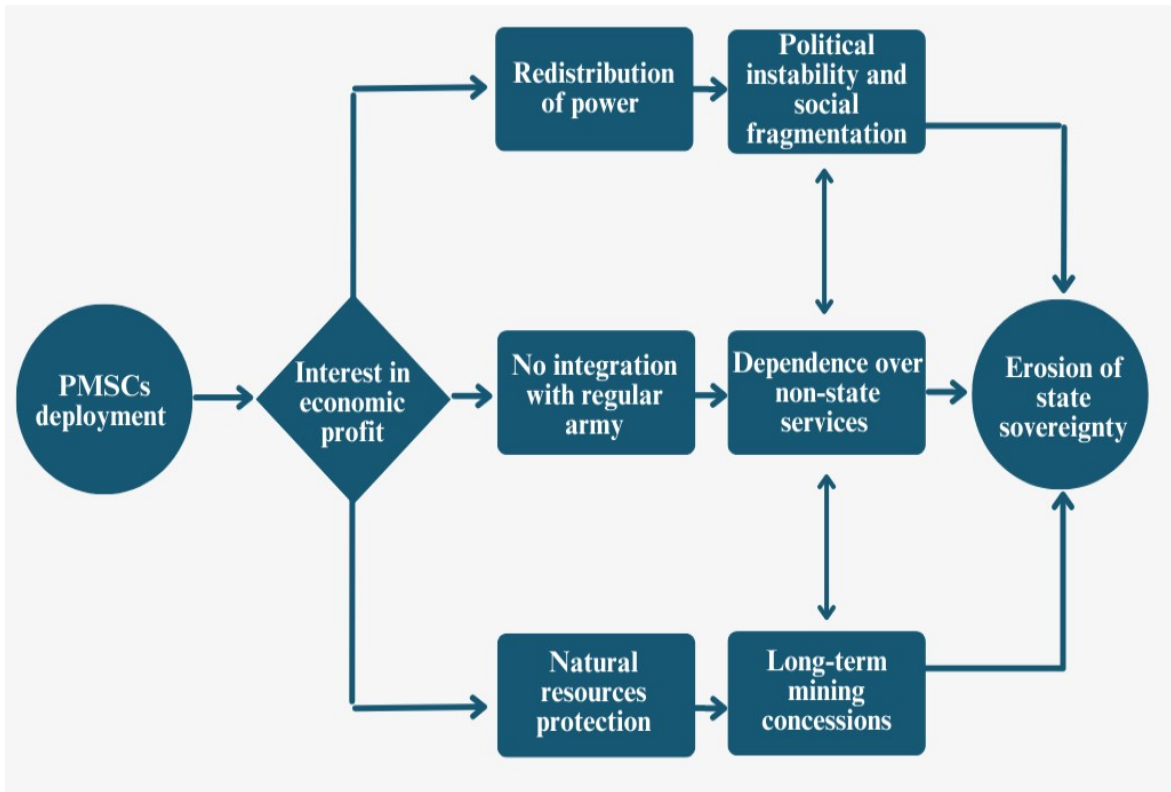 PMSCs
deployment
Interest in
economic
profit
Redistribution
of power
Political
instability and
social
fragmentation
No integration
with regular
army
Dependence over
non-state
services
Natural
resources
protection
Long-term
mining
concessions
Erosion of
state
sovereignty